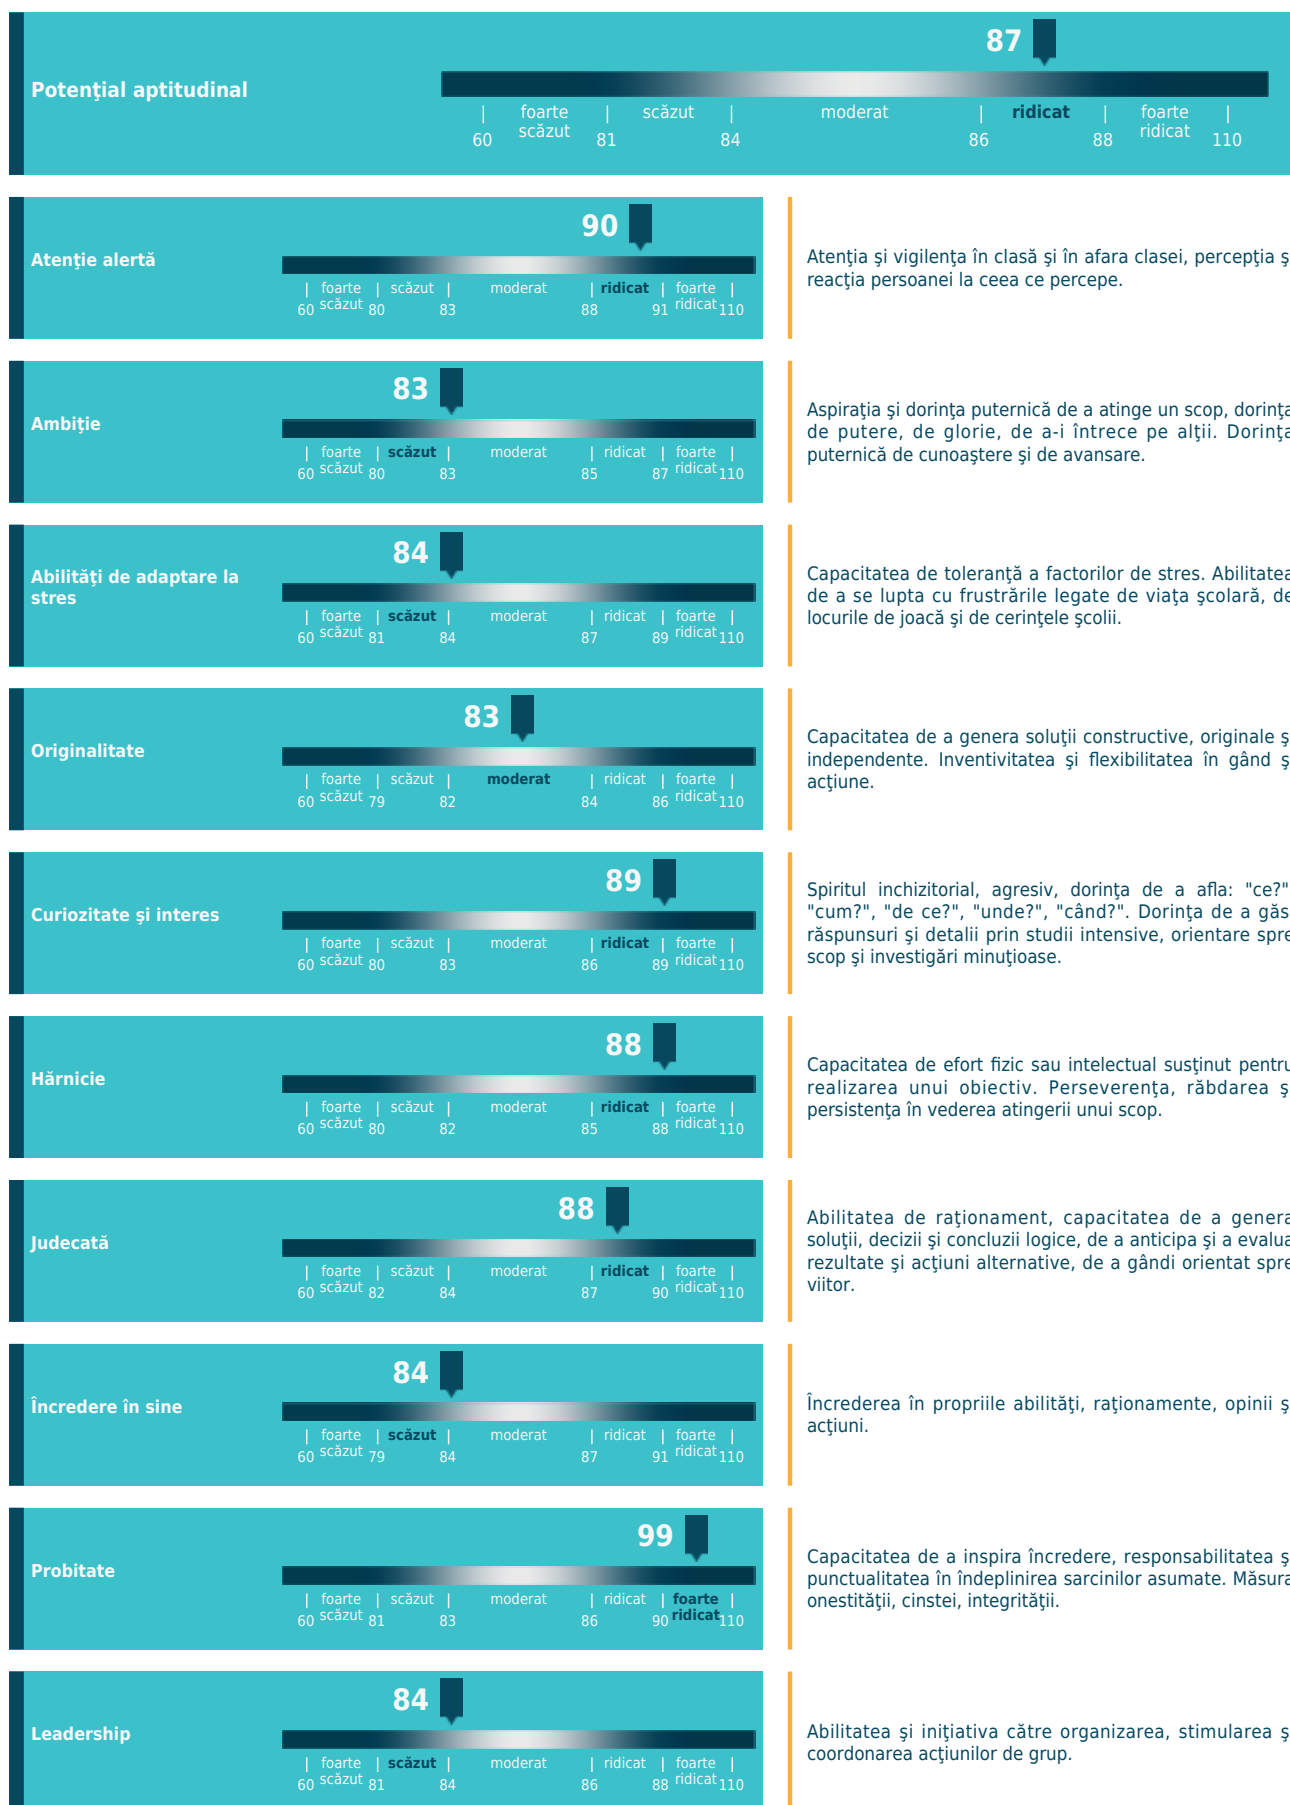 87
Potenţial aptitudinal
foarte scăzut
scăzut
moderat
ridicat
foarte ridicat
60 81 84 86 88 110
90
Atenţie alertă
foarte scăzut
scăzut
moderat
ridicat
foarte ridicat
60 80 83 88 91 110
Atenţia şi vigilenţa în clasă şi în afara clasei, percepţia ş
reacţia persoanei la ceea ce percepe.
83
Ambiţie
foarte scăzut
scăzut
moderat
ridicat
foarte ridicat
60 80 83 85 87 110
Aspiraţia şi dorinţa puternică de a atinge un scop, dorinţa
de putere, de glorie, de a-i întrece pe alţii. Dorinţa
puternică de cunoaştere şi de avansare.
84
Abilităţi de adaptare la
stres
foarte scăzut
scăzut
moderat
ridicat
foarte ridicat
60 81 84 87 89 110
Capacitatea de toleranţă a factorilor de stres. Abilitatea
de a se lupta cu frustrările legate de viaţa şcolară, de
locurile de joacă şi de cerinţele şcolii.
83
Originalitate
foarte scăzut
scăzut
moderat
ridicat
foarte ridicat
60 79 82 84 86 110
Capacitatea de a genera soluţii constructive, originale ş
independente. Inventivitatea şi flexibilitatea în gând ş
acţiune.
89
Curiozitate şi interes
foarte scăzut
scăzut
moderat
ridicat
foarte ridicat
60 80 83 86 89 110
Spiritul inchizitorial, agresiv, dorinţa de a afla: "ce?"
"cum?", "de ce?", "unde?", "când?". Dorinţa de a găs
răspunsuri şi detalii prin studii intensive, orientare spre
scop şi investigări minuţioase.
88
Hărnicie
foarte scăzut
scăzut
moderat
ridicat
foarte ridicat
60 80 82 85 88 110
Capacitatea de efort fizic sau intelectual susţinut pentru
realizarea unui obiectiv. Perseverenţa, răbdarea ş
persistenţa în vederea atingerii unui scop.
88
Judecată
foarte scăzut
scăzut
moderat
ridicat
foarte ridicat
60 82 84 87 90 110
Abilitatea de raţionament, capacitatea de a genera
soluţii, decizii şi concluzii logice, de a anticipa şi a evalua
rezultate şi acţiuni alternative, de a gândi orientat spre
viitor.
84
Încredere în sine
foarte scăzut
scăzut
moderat
ridicat
foarte ridicat
60 79 84 87 91 110
Încrederea în propriile abilităţi, raţionamente, opinii ş
acţiuni.
99
Probitate
foarte scăzut
scăzut
moderat
ridicat
foarte ridicat
60 81 83 86 90 110
Capacitatea de a inspira încredere, responsabilitatea ş
punctualitatea în îndeplinirea sarcinilor asumate. Măsura
onestităţii, cinstei, integrităţii.
84
Leadership
foarte scăzut
scăzut
moderat
ridicat
foarte ridicat
60 81 84 86 88 110
Abilitatea şi iniţiativa către organizarea, stimularea ş
coordonarea acţiunilor de grup.